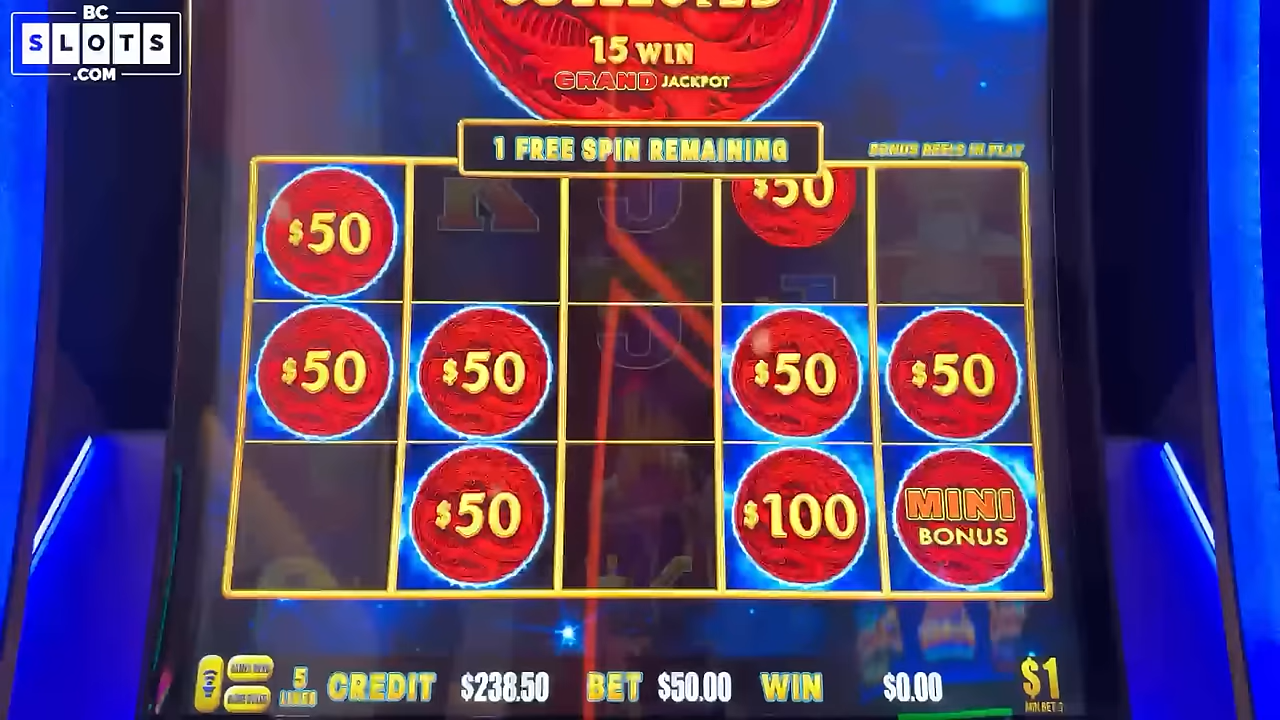 BC
SLOTS
.COM
COLLECTED
15 WIN
GRAND JACKPOT
1 FREE SPIN REMAINING
BONUS REELS IN PLAY
$50
K
J
$50
$50
$50
J
$50
$50
$50
$100
MINI
BONUS
5
LINES
CREDIT $238.50 BET $50.00 WIN $0.00
$1